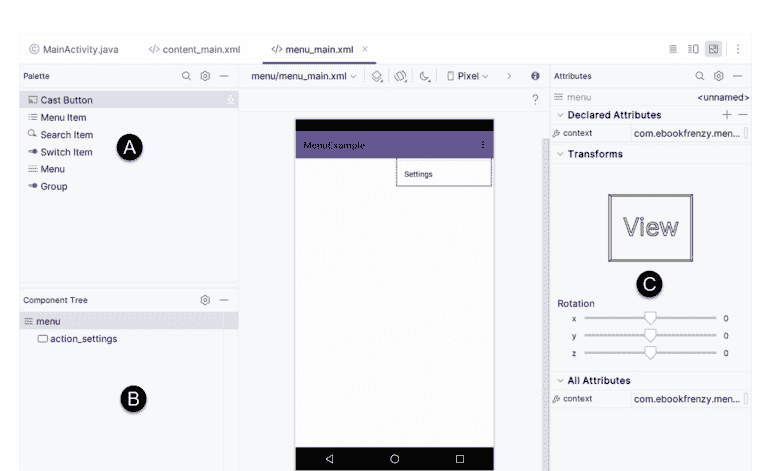 MainActivity.java
content_main.xml
menu_main.xml
Palette
menu/menu_main.xml
Pixel
Attributes
Cast Button
Menu Item
Search Item
Switch Item
Menu
Group
A
?
MenuExample
Settings
menu
<unnamed>
Declared Attributes
context
com.ebookfrenzy.men...
Transforms
View
C
Rotation
x
0
y
0
z
0
All Attributes
context
com.ebookfrenzy.men...
Component Tree
menu
action_settings
B